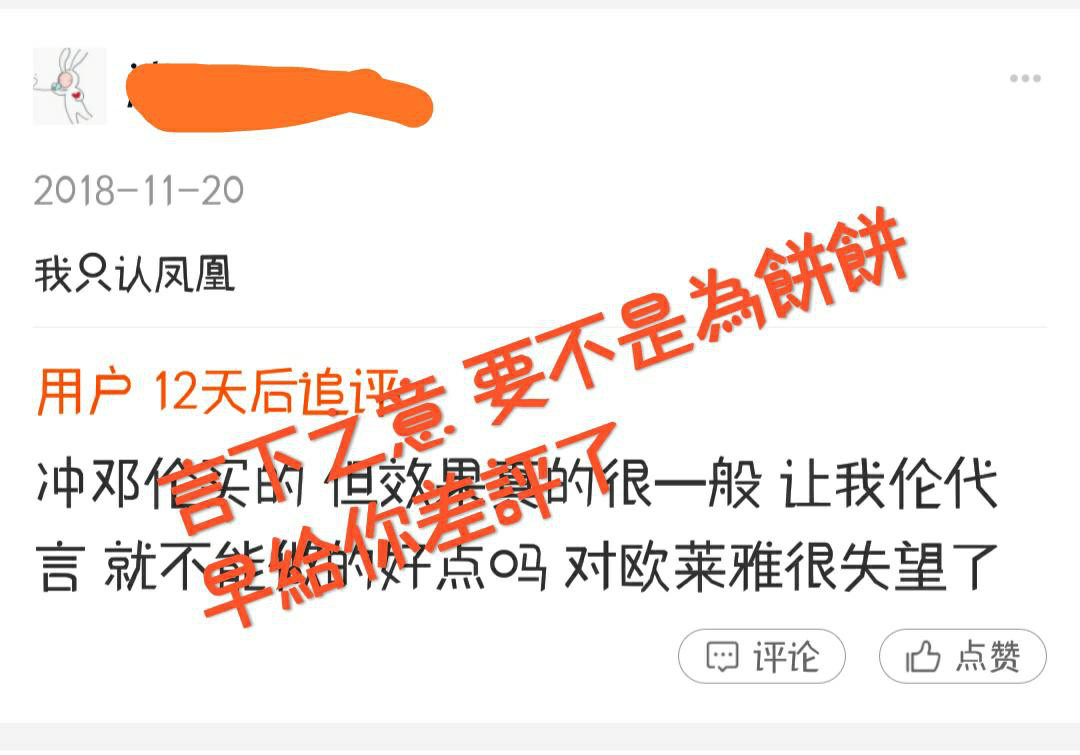 2018-11-20
我只认凤凰
用户 12天后追评
冲邓伦买的 但效果真的很一般 让我伦代
言 就不能做的好点吗 对欧莱雅很失望了
言下之意 要不是為餅餅
早給你差評了
评论
点赞